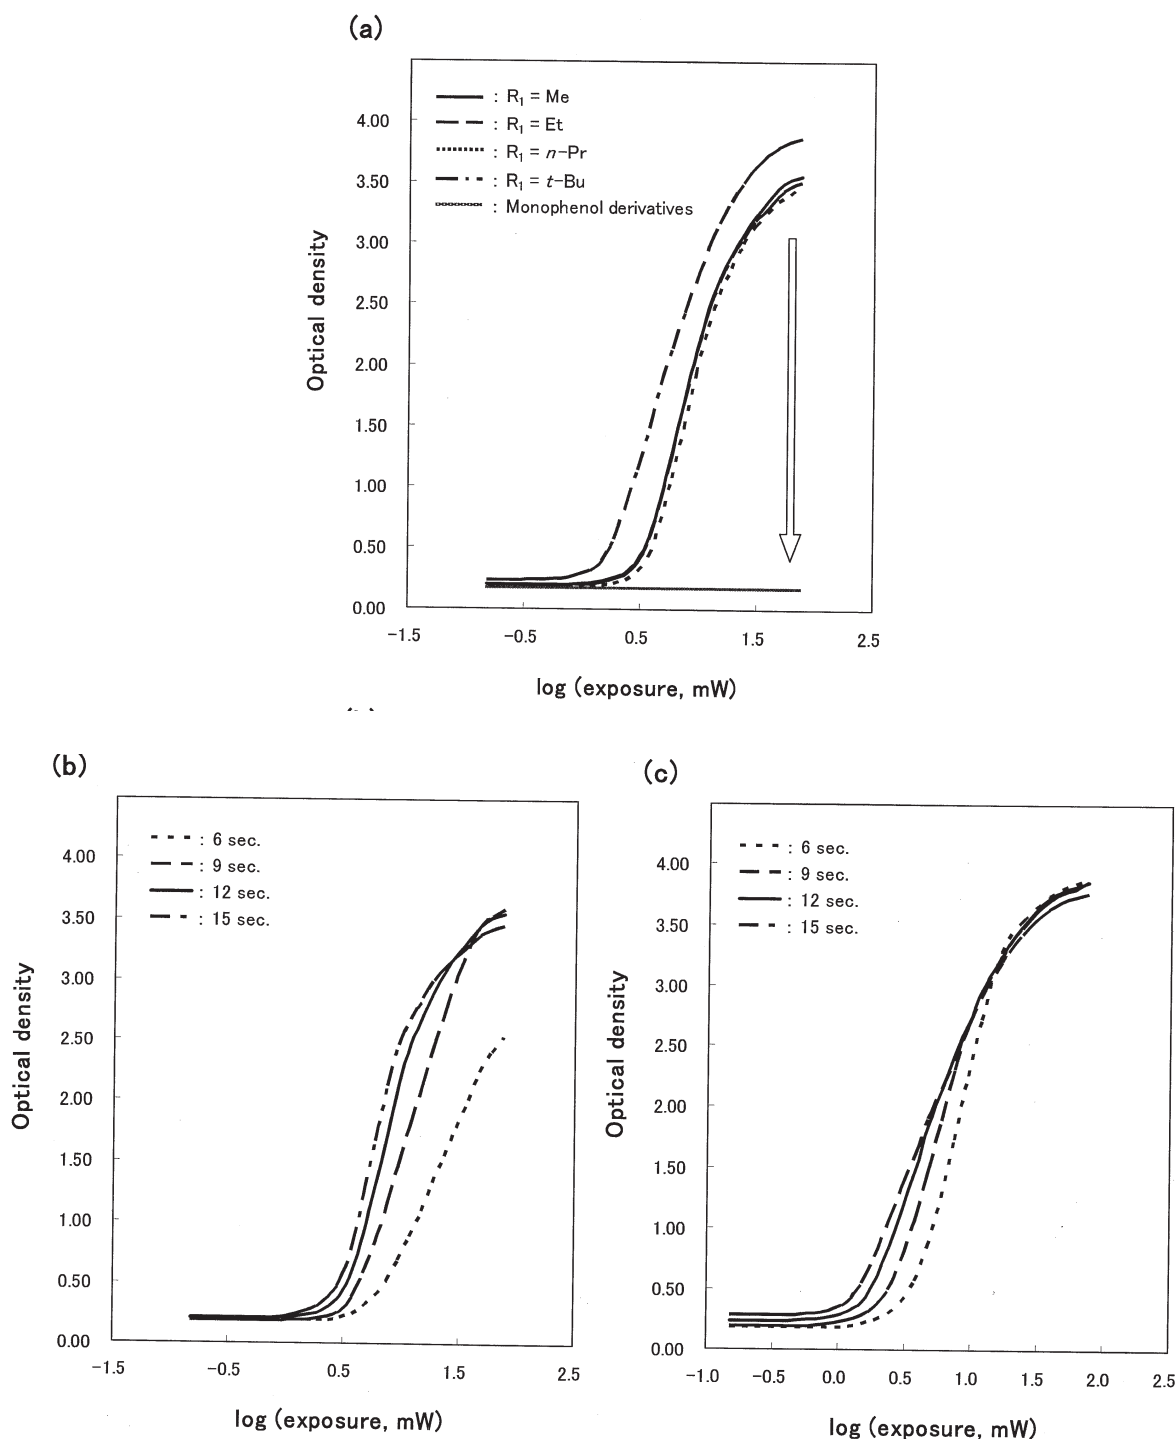 (a)
: R₁ = Me
: R₁ = Et
: R₁ = n-Pr
: R₁ = t-Bu
: Monophenol derivatives
4.00
3.50
3.00
2.50
2.00
1.50
1.00
0.50
0.00
Optical density
-1.5
-0.5
0.5
1.5
2.5
log (exposure, mW)
(b)
: 6 sec.
: 9 sec.
: 12 sec.
: 15 sec.
4.00
3.50
3.00
2.50
2.00
1.50
1.00
0.50
0.00
Optical density
-1.5
-0.5
0.5
1.5
2.5
log (exposure, mW)
(c)
: 6 sec.
: 9 sec.
: 12 sec.
: 15 sec.
4.00
3.50
3.00
2.50
2.00
1.50
1.00
0.50
0.00
Optical density
-1.0
-0.5
0.0
0.5
1.0
1.5
2.0
2.5
log (exposure, mW)